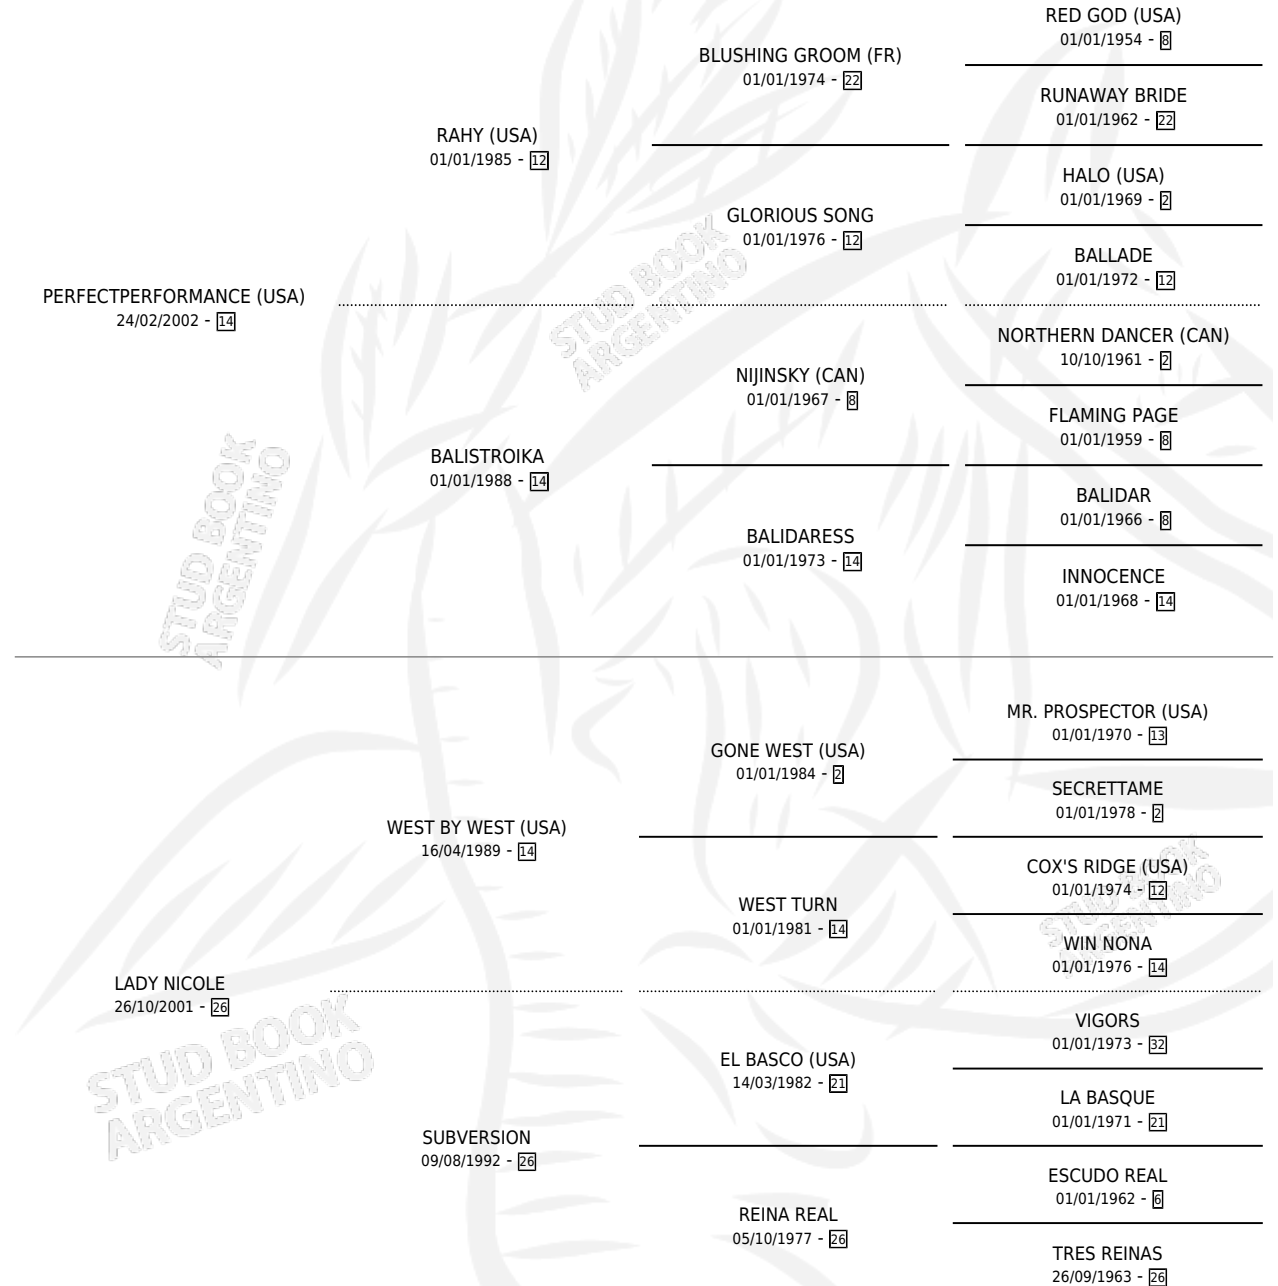 RED GOD (USA)
01/01/1954 - 8
BLUSHING GROOM (FR)
01/01/1974 - 22
RUNAWAY BRIDE
01/01/1962 - 22
RAHY (USA)
01/01/1985 - 12
HALO (USA)
01/01/1969 - 2
GLORIOUS SONG
01/01/1976 - 12
BALLADE
01/01/1972 - 12
PERFECTPERFORMANCE (USA)
24/02/2002 - 14
NORTHERN DANCER (CAN)
10/10/1961 - 2
NIJINSKY (CAN)
01/01/1967 - 8
FLAMING PAGE
01/01/1959 - 8
BALISTROIKA
01/01/1988 - 14
BALIDAR
01/01/1966 - 8
BALIDARESS
01/01/1973 - 14
INNOCENCE
01/01/1968 - 14
MR. PROSPECTOR (USA)
01/01/1970 - 13
GONE WEST (USA)
01/01/1984 - 2
SECRETTAME
01/01/1978 - 2
WEST BY WEST (USA)
16/04/1989 - 14
COX'S RIDGE (USA)
01/01/1974 - 12
WEST TURN
01/01/1981 - 14
WIN NONA
01/01/1976 - 14
LADY NICOLE
26/10/2001 - 26
VIGORS
01/01/1973 - 32
EL BASCO (USA)
14/03/1982 - 21
LA BASQUE
01/01/1971 - 21
SUBVERSION
09/08/1992 - 26
ESCUDO REAL
01/01/1962 - 6
REINA REAL
05/10/1977 - 26
TRES REINAS
26/09/1963 - 26
STUD BOOK
ARGENTINO
STUD BOOK
ARGENTINO
STUD BOOK
ARGENTINO
STUD BOOK
ARGENTINO